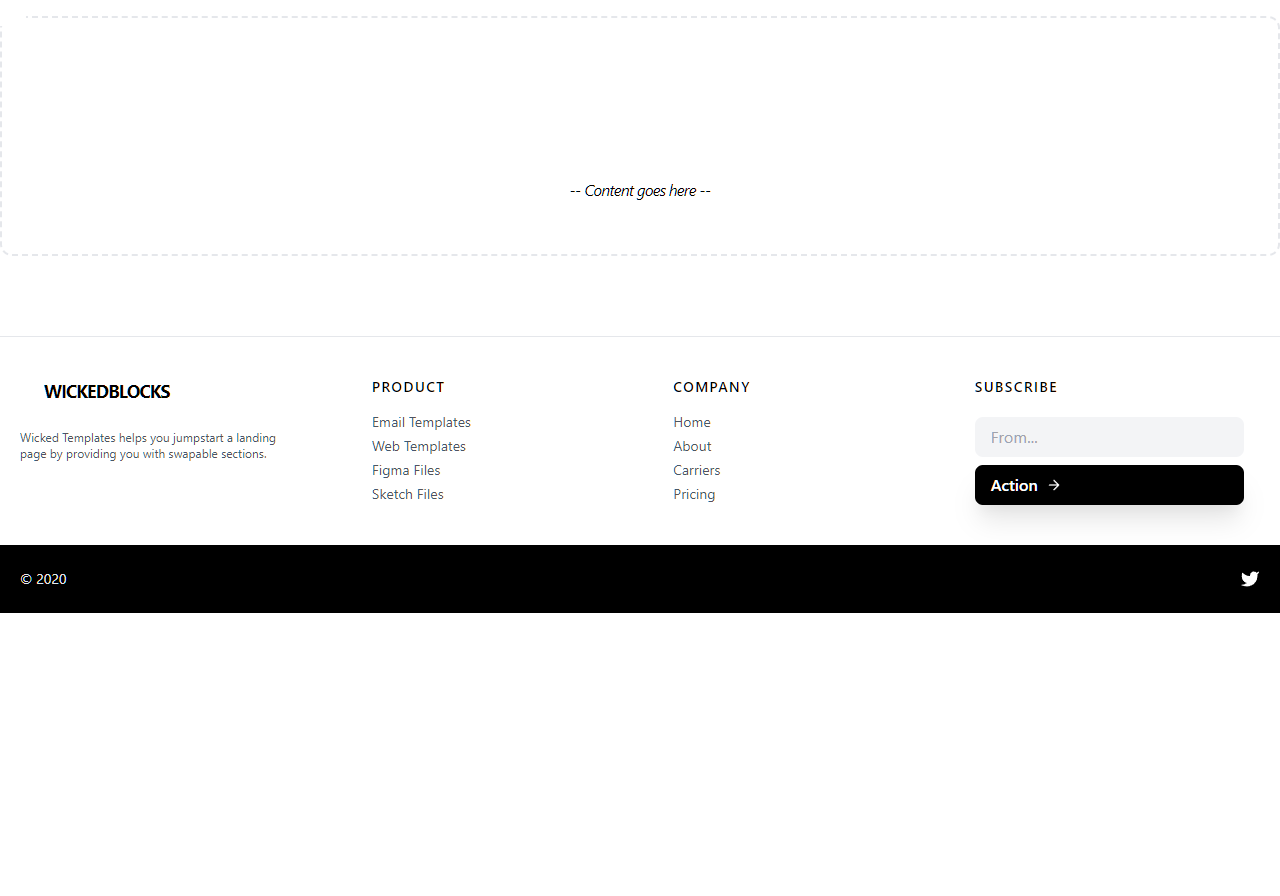 -- Content goes here --
WICKEDBLOCKS
Wicked Templates helps you jumpstart a landing
page by providing you with swapable sections.
PRODUCT
Email Templates
Web Templates
Figma Files
Sketch Files
COMPANY
Home
About
Carriers
Pricing
SUBSCRIBE
From...
Action →
© 2020